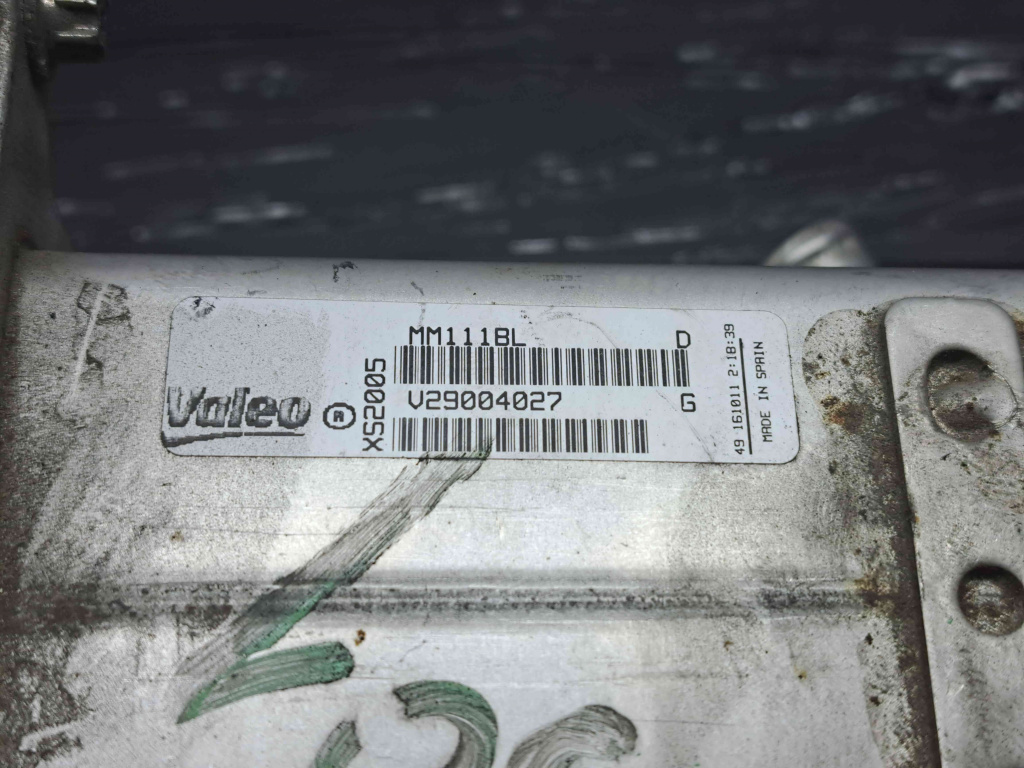 Valeo ®
XS2005
MM111BL D
V29004027 G
49 161011 2:18:39
MADE IN SPAIN